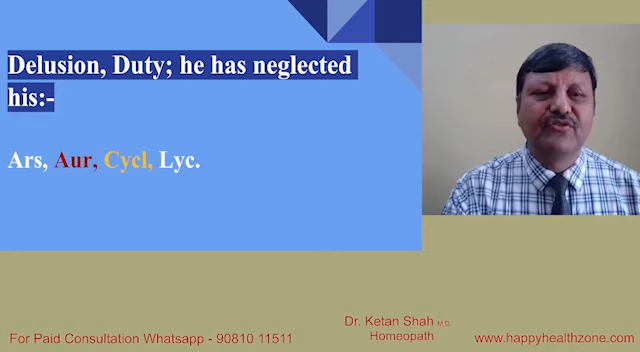 Delusion, Duty; he has neglected
his:-
Ars, Aur, Cycl, Lyc.
For Paid Consultation Whatsapp - 90810 11511
Dr. Ketan Shah M.D.
Homeopath
www.happyhealthzone.com